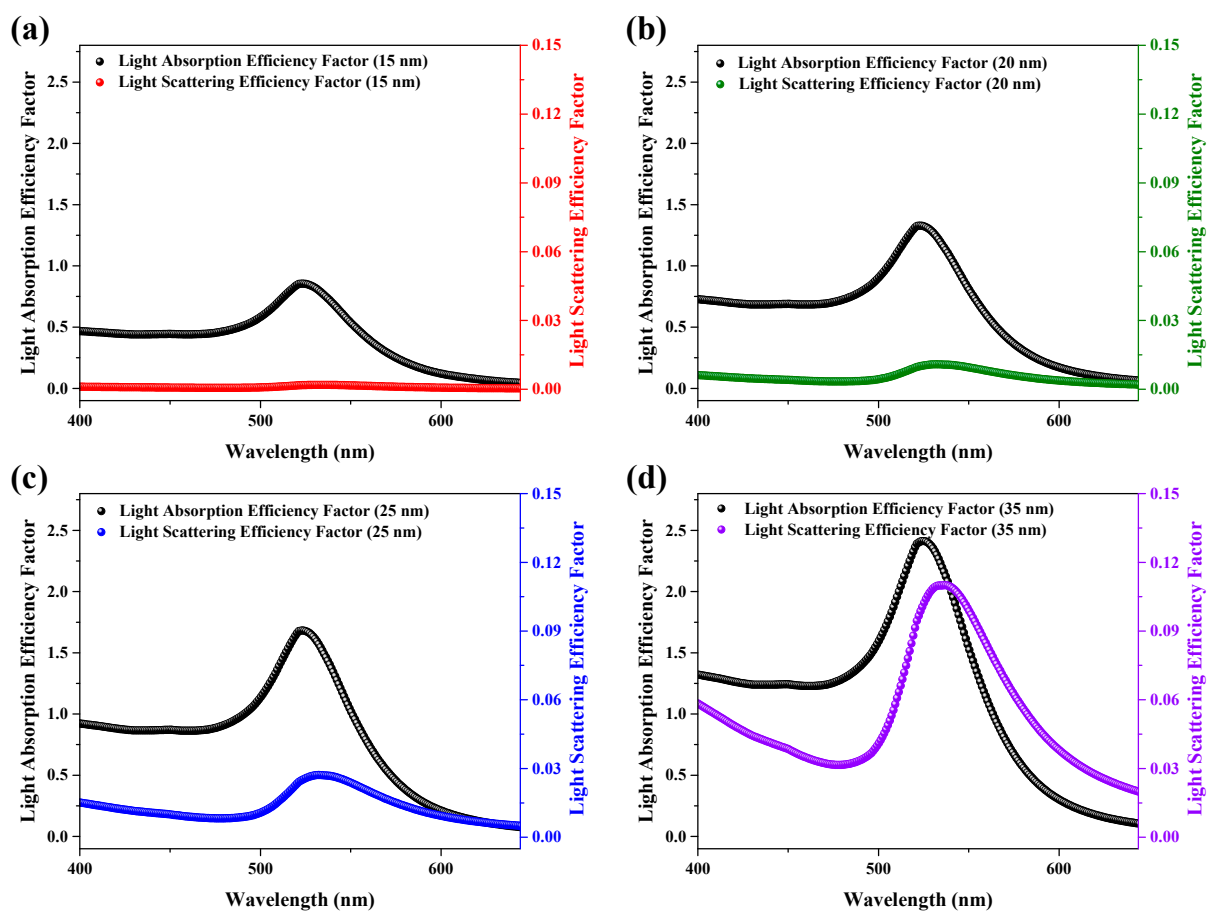 (a)
Light Absorption Efficiency Factor (15 nm)
Light Scattering Efficiency Factor (15 nm)
Light Absorption Efficiency Factor
2.5
2.0
1.5
1.0
0.5
0.0
Light Scattering Efficiency Factor
0.15
0.12
0.09
0.06
0.03
0.00
400
500
600
Wavelength (nm)
(b)
Light Absorption Efficiency Factor (20 nm)
Light Scattering Efficiency Factor (20 nm)
Light Absorption Efficiency Factor
2.5
2.0
1.5
1.0
0.5
0.0
Light Scattering Efficiency Factor
0.15
0.12
0.09
0.06
0.03
0.00
400
500
600
Wavelength (nm)
(c)
Light Absorption Efficiency Factor (25 nm)
Light Scattering Efficiency Factor (25 nm)
Light Absorption Efficiency Factor
2.5
2.0
1.5
1.0
0.5
0.0
Light Scattering Efficiency Factor
0.15
0.12
0.09
0.06
0.03
0.00
400
500
600
Wavelength (nm)
(d)
Light Absorption Efficiency Factor (35 nm)
Light Scattering Efficiency Factor (35 nm)
Light Absorption Efficiency Factor
2.5
2.0
1.5
1.0
0.5
0.0
Light Scattering Efficiency Factor
0.15
0.12
0.09
0.06
0.03
0.00
400
500
600
Wavelength (nm)